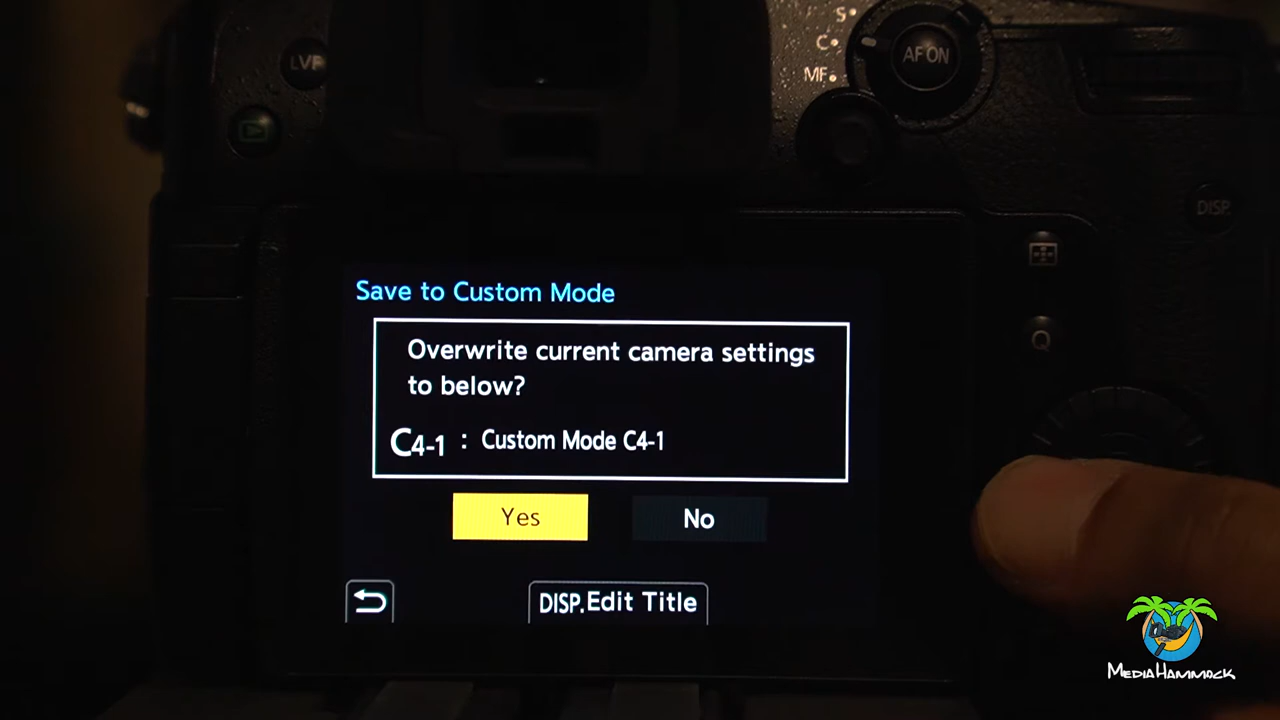 S
LVF
C
AF ON
MF
DISP.
Save to Custom Mode
Overwrite current camera settings
to below?
Q
C4-1 : Custom Mode C4-1
Yes No
DISP.Edit Title
MEDIAHAMMOCK